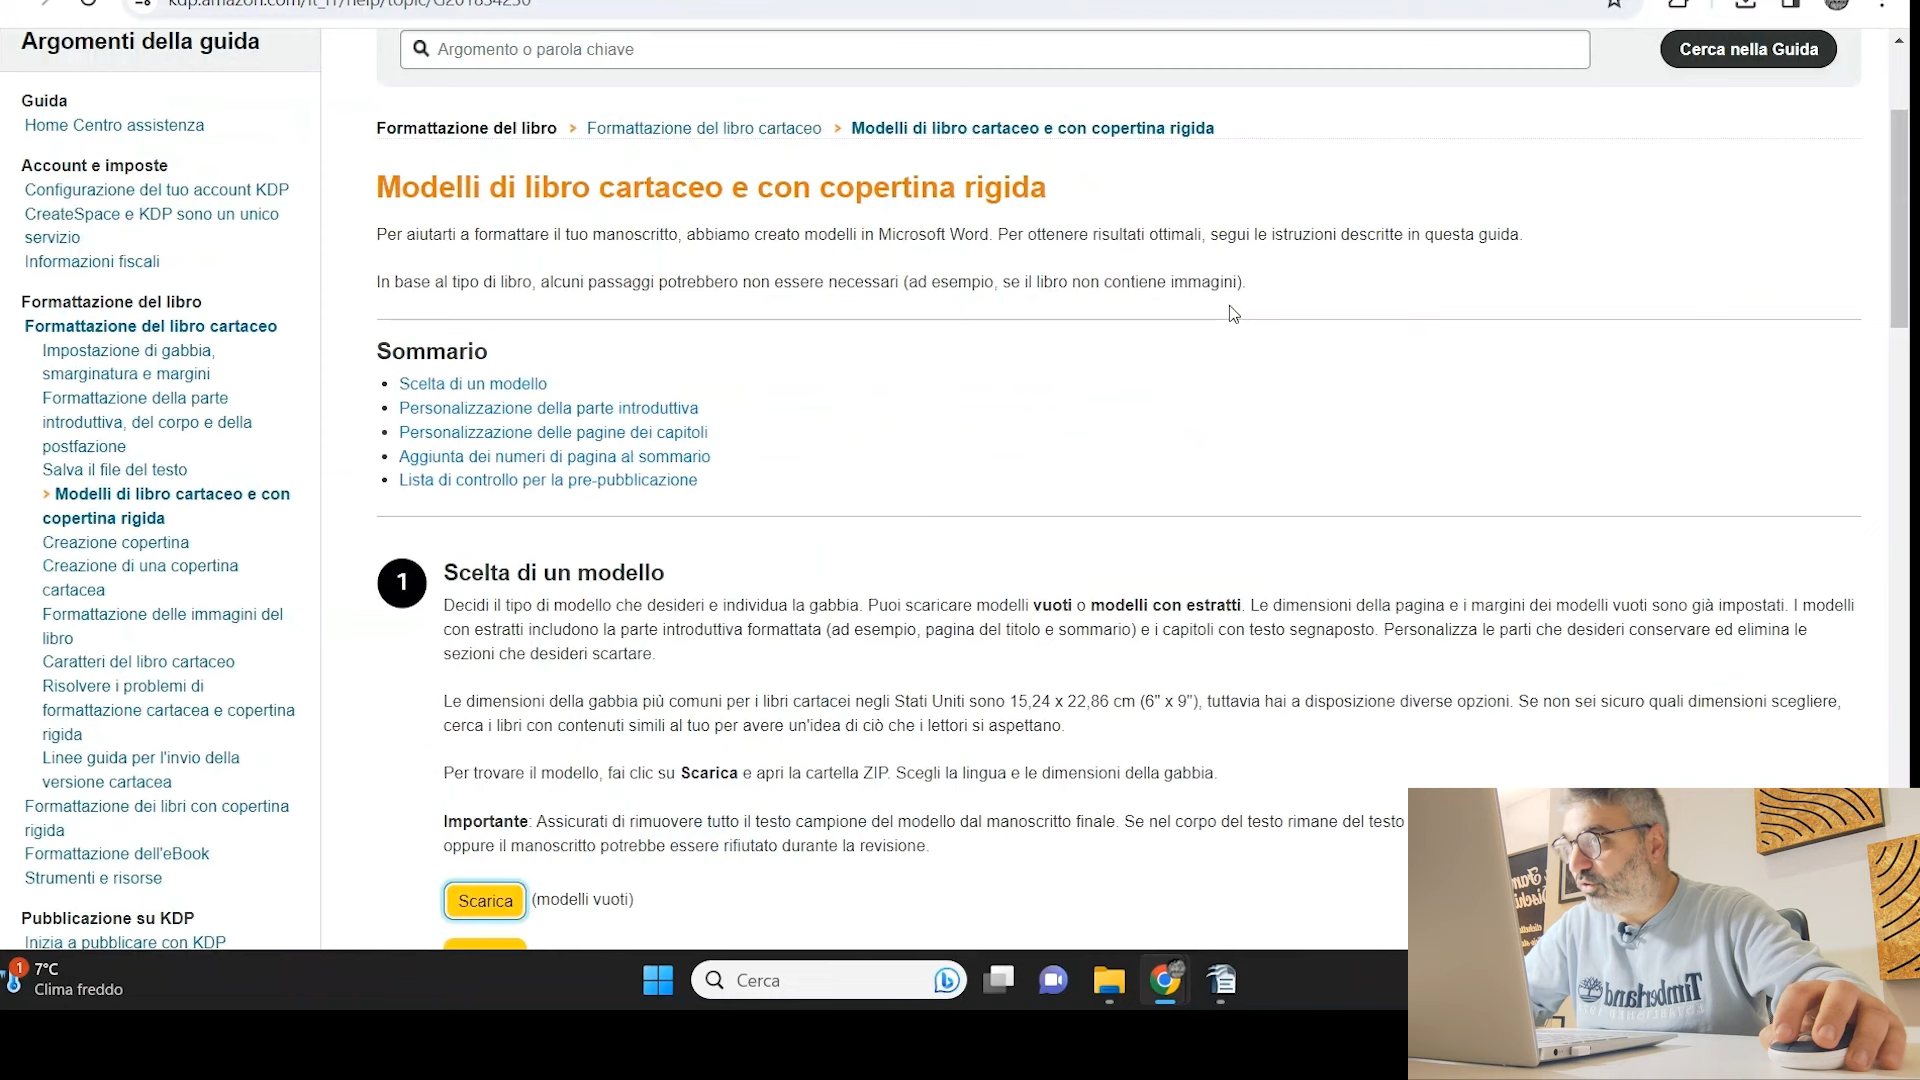 kdp.amazon.com/it_IT/help/topic/G201834230
Argomenti della guida
Argomento o parola chiave
Cerca nella Guida
Guida
Home Centro assistenza
Account e imposte
Configurazione del tuo account KDP
CreateSpace e KDP sono un unico
servizio
Informazioni fiscali
Formattazione del libro
Formattazione del libro cartaceo
Impostazione di gabbia,
smarginatura e margini
Formattazione della parte
introduttiva, del corpo e della
postfazione
Salva il file del testo
> Modelli di libro cartaceo e con
copertina rigida
Creazione copertina
Creazione di una copertina
cartacea
Formattazione delle immagini del
libro
Caratteri del libro cartaceo
Risolvere i problemi di
formattazione cartacea e copertina
rigida
Linee guida per l'invio della
versione cartacea
Formattazione dei libri con copertina
rigida
Formattazione dell'eBook
Strumenti e risorse
Pubblicazione su KDP
Inizia a pubblicare con KDP
Formattazione del libro > Formattazione del libro cartaceo > Modelli di libro cartaceo e con copertina rigida
Modelli di libro cartaceo e con copertina rigida
Per aiutarti a formattare il tuo manoscritto, abbiamo creato modelli in Microsoft Word. Per ottenere risultati ottimali, segui le istruzioni descritte in questa guida.
In base al tipo di libro, alcuni passaggi potrebbero non essere necessari (ad esempio, se il libro non contiene immagini).
Sommario
• Scelta di un modello
• Personalizzazione della parte introduttiva
• Personalizzazione delle pagine dei capitoli
• Aggiunta dei numeri di pagina al sommario
• Lista di controllo per la pre-pubblicazione
1 Scelta di un modello
Decidi il tipo di modello che desideri e individua la gabbia. Puoi scaricare modelli vuoti o modelli con estratti. Le dimensioni della pagina e i margini dei modelli vuoti sono già impostati. I modelli
con estratti includono la parte introduttiva formattata (ad esempio, pagina del titolo e sommario) e i capitoli con testo segnaposto. Personalizza le parti che desideri conservare ed elimina le
sezioni che desideri scartare.
Le dimensioni della gabbia più comuni per i libri cartacei negli Stati Uniti sono 15,24 x 22,86 cm (6" x 9"), tuttavia hai a disposizione diverse opzioni. Se non sei sicuro quali dimensioni scegliere,
cerca i libri con contenuti simili al tuo per avere un'idea di ciò che i lettori si aspettano.
Per trovare il modello, fai clic su Scarica e apri la cartella ZIP. Scegli la lingua e le dimensioni della gabbia.
Importante: Assicurati di rimuovere tutto il testo campione del modello dal manoscritto finale. Se nel corpo del testo rimane del testo
oppure il manoscritto potrebbe essere rifiutato durante la revisione.
Scarica (modelli vuoti)
1
7°C
Clima freddo
Cerca
Timberland